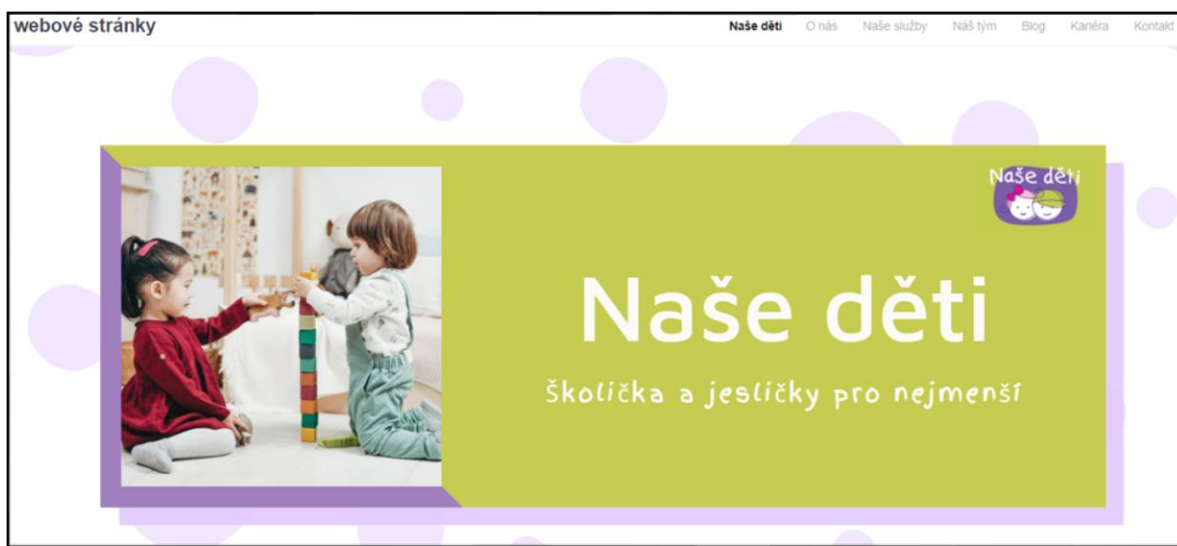 webové stránky
Naše děti O nás Naše služby Náš tým Blog Kariéra Kontakt
Naše děti
Naše děti
školička a jesličky pro nejmenší